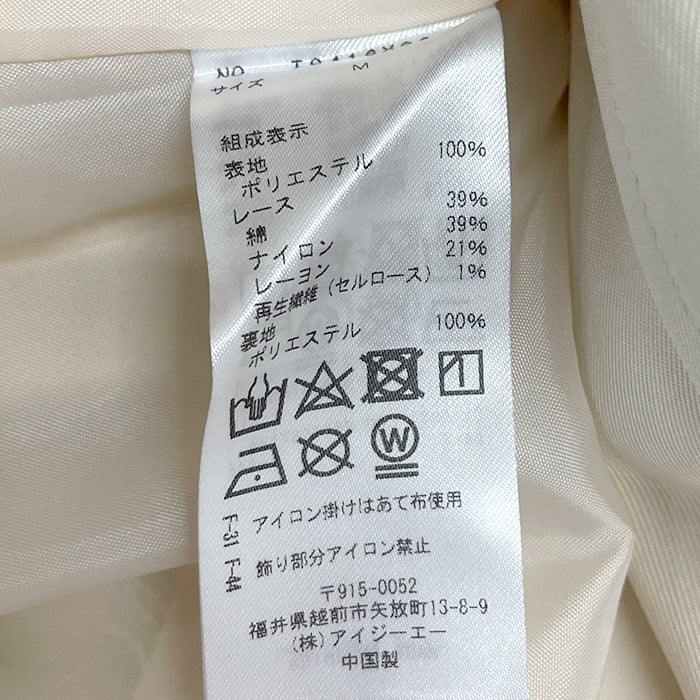 NO
サイズ M
組成表示
表地
ポリエステル 100%
レース
綿 39%
ナイロン 39%
レーヨン 21%
再生繊維(セルロース) 1%
裏地
ポリエステル 100%
W
F-31 アイロン掛けはあて布使用
F-44 飾り部分アイロン禁止
〒915-0052
福井県越前市矢放町13-8-9
(株)アイジーエー
中国製